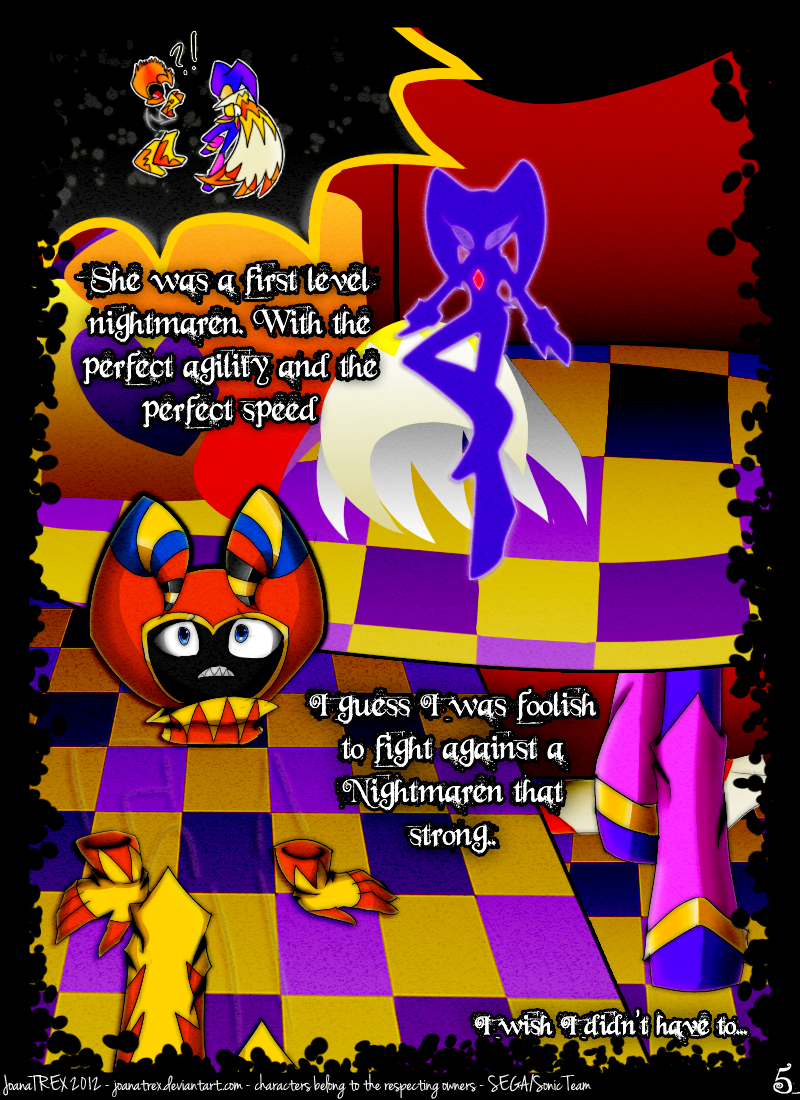 ?!
She was a first level
nightmaren. With the
perfect agility and the
perfect speed
I guess I was foolish
to fight against a
Nightmaren that
strong..
I wish I didn't have to...
JoanaTREX 2012 - joanatrex.deviantart.com - characters belong to the respecting owners - SEGA/Sonic Team
5